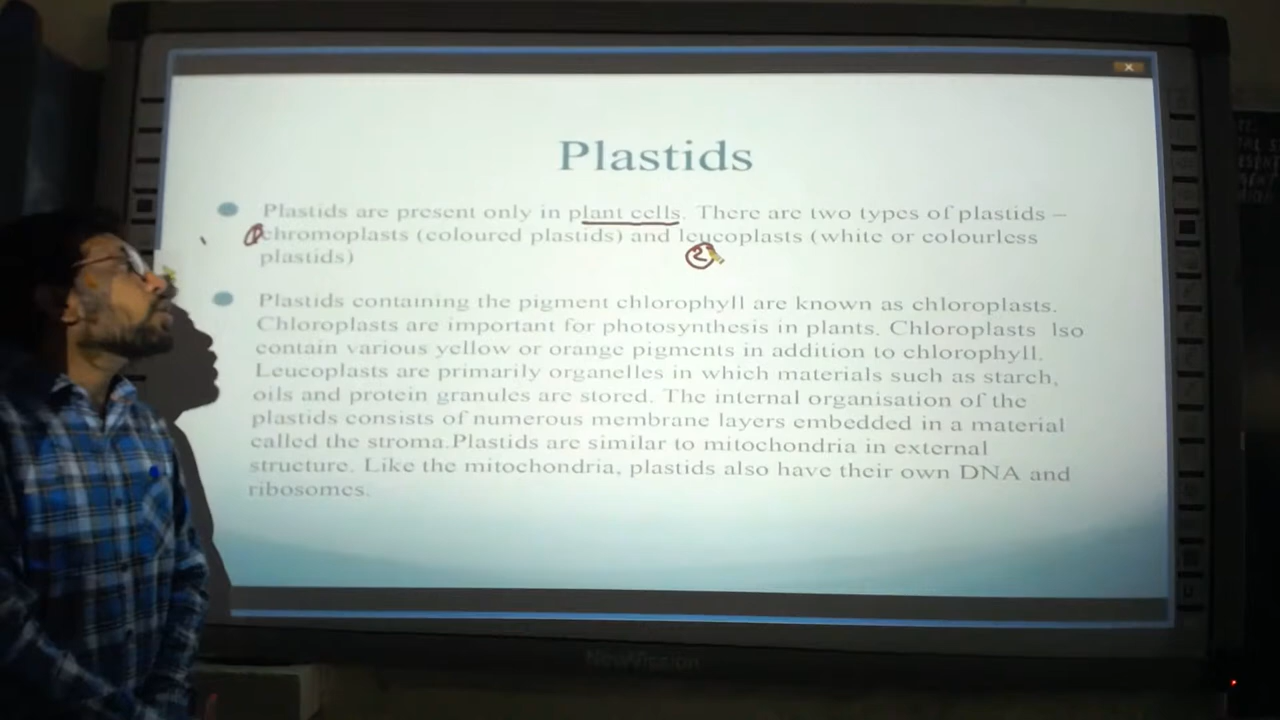 Plastids
Plastids are present only in plant cells. There are two types of plastids –
chromoplasts (coloured plastids) and leucoplasts (white or colourless
plastids)
2
Plastids containing the pigment chlorophyll are known as chloroplasts.
Chloroplasts are important for photosynthesis in plants. Chloroplasts lso
contain various yellow or orange pigments in addition to chlorophyll.
Leucoplasts are primarily organelles in which materials such as starch,
oils and protein granules are stored. The internal organisation of the
plastids consists of numerous membrane layers embedded in a material
called the stroma.Plastids are similar to mitochondria in external
structure. Like the mitochondria, plastids also have their own DNA and
ribosomes.
NewVission